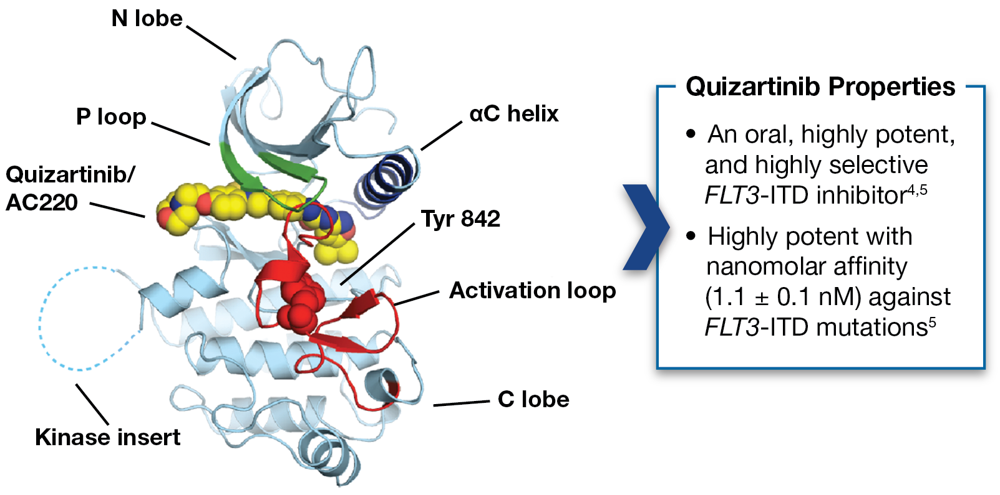 N lobe
P loop
αC helix
Quizartinib/
AC220
Tyr 842
Activation loop
C lobe
Kinase insert
Quizartinib Properties
• An oral, highly potent,
and highly selective
FLT3-ITD inhibitor4,5
• Highly potent with
nanomolar affinity
(1.1 ± 0.1 nM) against
FLT3-ITD mutations5